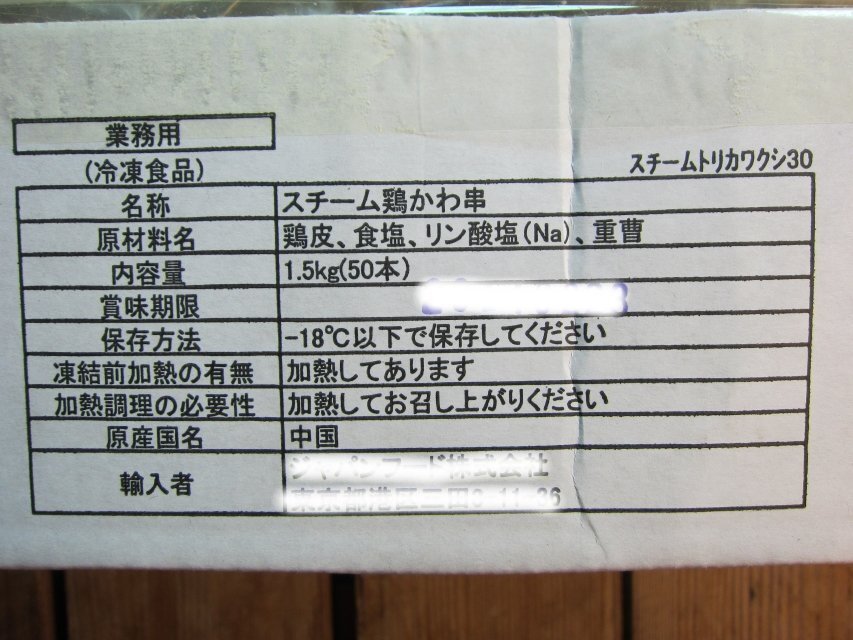 業務用
(冷凍食品)
スチームトリカワクシ30
名称 スチーム鶏かわ串
原材料名 鶏皮、食塩、リン酸塩(Na)、重曹
内容量 1.5kg(50本)
賞味期限
保存方法 -18℃以下で保存してください
凍結前加熱の有無 加熱してあります
加熱調理の必要性 加熱してお召し上がりください
原産国名 中国
輸入者